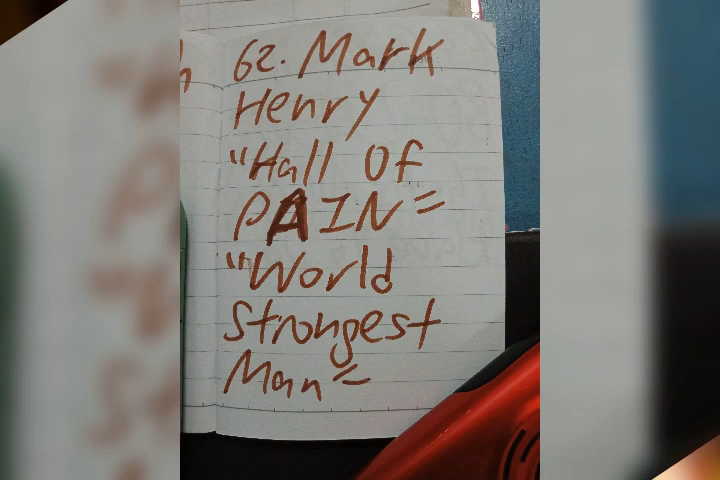 62. Mark
Henry
"Hall Of
PAIN"
"World
Strongest
Man"